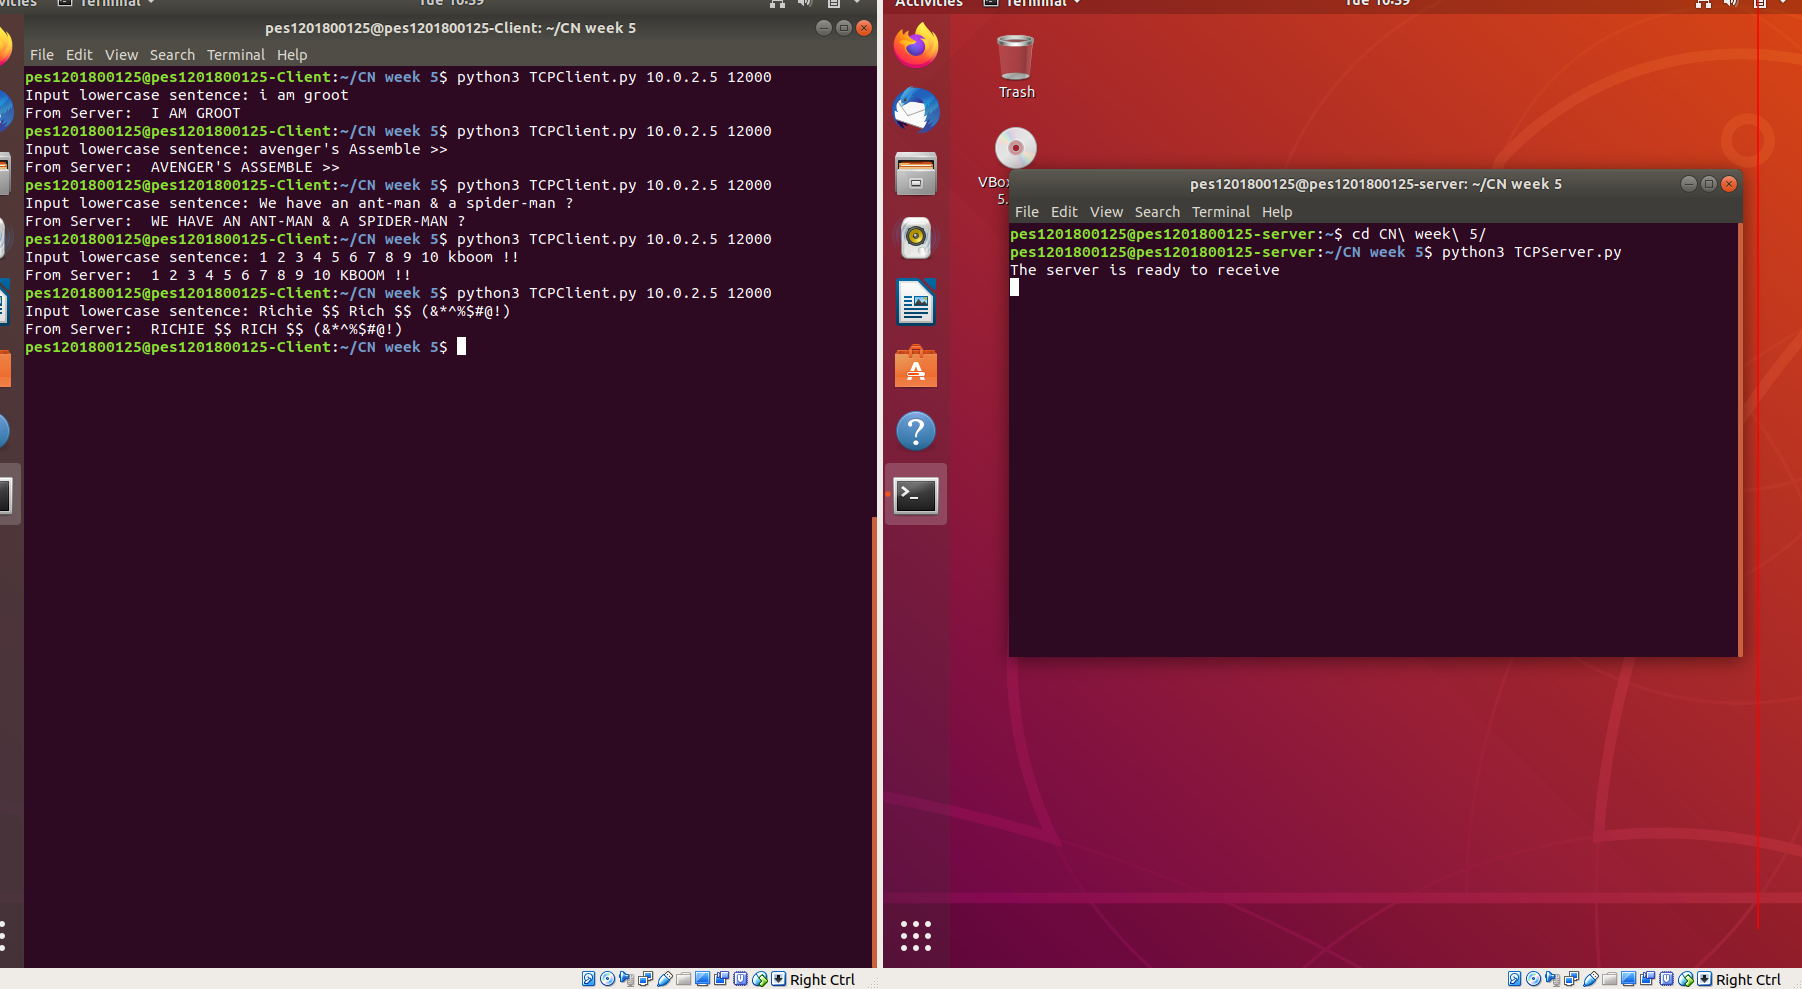 Activities Terminal Tue 10:39
pes1201800125@pes1201800125-Client: ~/CN week 5
File Edit View Search Terminal Help
pes1201800125@pes1201800125-Client:~/CN week 5$ python3 TCPClient.py 10.0.2.5 12000
Input lowercase sentence: i am groot
From Server:  I AM GROOT
pes1201800125@pes1201800125-Client:~/CN week 5$ python3 TCPClient.py 10.0.2.5 12000
Input lowercase sentence: avenger's Assemble >>
From Server:  AVENGER'S ASSEMBLE >>
pes1201800125@pes1201800125-Client:~/CN week 5$ python3 TCPClient.py 10.0.2.5 12000
Input lowercase sentence: We have an ant-man & a spider-man ?
From Server:  WE HAVE AN ANT-MAN & A SPIDER-MAN ?
pes1201800125@pes1201800125-Client:~/CN week 5$ python3 TCPClient.py 10.0.2.5 12000
Input lowercase sentence: 1 2 3 4 5 6 7 8 9 10 kboom !!
From Server:  1 2 3 4 5 6 7 8 9 10 KBOOM !!
pes1201800125@pes1201800125-Client:~/CN week 5$ python3 TCPClient.py 10.0.2.5 12000
Input lowercase sentence: Richie $$ Rich $$ (&*^%$#@!)
From Server:  RICHIE $$ RICH $$ (&*^%$#@!)
pes1201800125@pes1201800125-Client:~/CN week 5$
Right Ctrl
Trash
VBox
5.
pes1201800125@pes1201800125-server: ~/CN week 5
File Edit View Search Terminal Help
pes1201800125@pes1201800125-server:~$ cd CN\ week\ 5/
pes1201800125@pes1201800125-server:~/CN week 5$ python3 TCPServer.py
The server is ready to receive
Right Ctrl